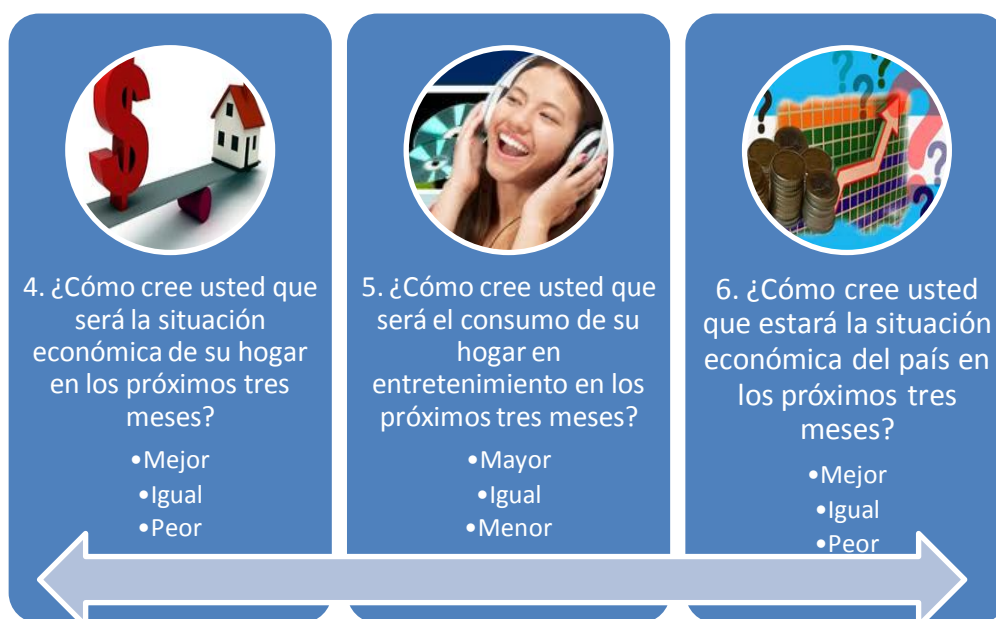 4. ¿Cómo cree usted que
será la situación
económica de su hogar
en los próximos tres
meses?
•Mejor
•Igual
•Peor
5. ¿Cómo cree usted que
será el consumo de su
hogar en
entretenimiento en los
próximos tres meses?
•Mayor
•Igual
•Menor
6. ¿Cómo cree usted
que estará la situación
económica del país en
los próximos tres
meses?
•Mejor
•Igual
•Peor